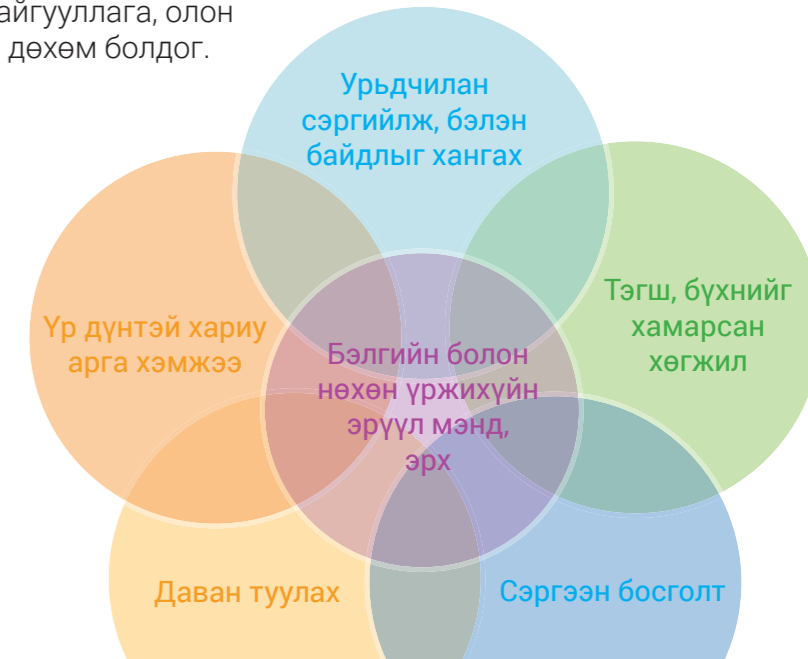 олон
дөхөм болдог.
Урьдчилан
сэргийлж, бэлэн
байдлыг хангах
Тэгш, бүхнийг
хамарсан
хөгжил
Үр дүнтэй хариу
арга хэмжээ
Бэлгийн болон
нөхөн үржихүйн
эрүүл мэнд,
эрх
Даван туулах
Сэргээн босголт